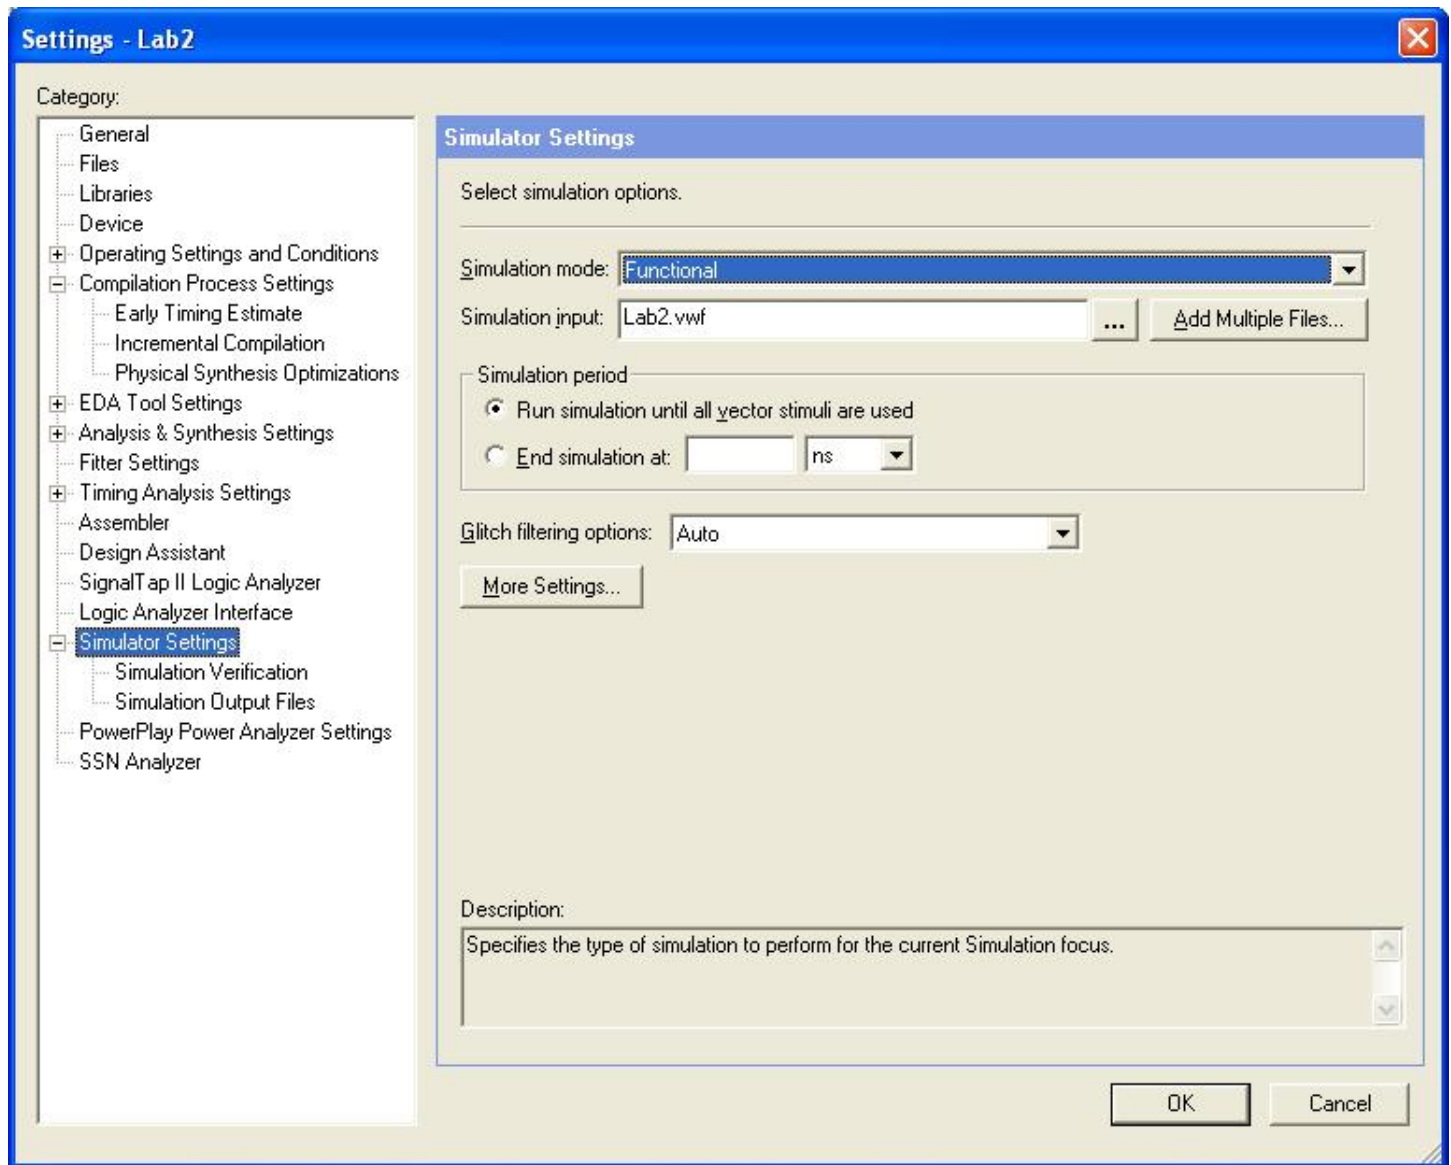 Settings - Lab2
Category:
General
Files
Libraries
Device
Operating Settings and Conditions
Compilation Process Settings
Early Timing Estimate
Incremental Compilation
Physical Synthesis Optimizations
EDA Tool Settings
Analysis & Synthesis Settings
Fitter Settings
Timing Analysis Settings
Assembler
Design Assistant
SignalTap II Logic Analyzer
Logic Analyzer Interface
Simulator Settings
Simulation Verification
Simulation Output Files
PowerPlay Power Analyzer Settings
SSN Analyzer
Simulator Settings
Select simulation options.
Simulation mode: Functional
Simulation input: Lab2.vwf ... Add Multiple Files...
Simulation period
Run simulation until all vector stimuli are used
End simulation at: ns
Glitch filtering options: Auto
More Settings...
Description:
Specifies the type of simulation to perform for the current Simulation focus.
OK Cancel